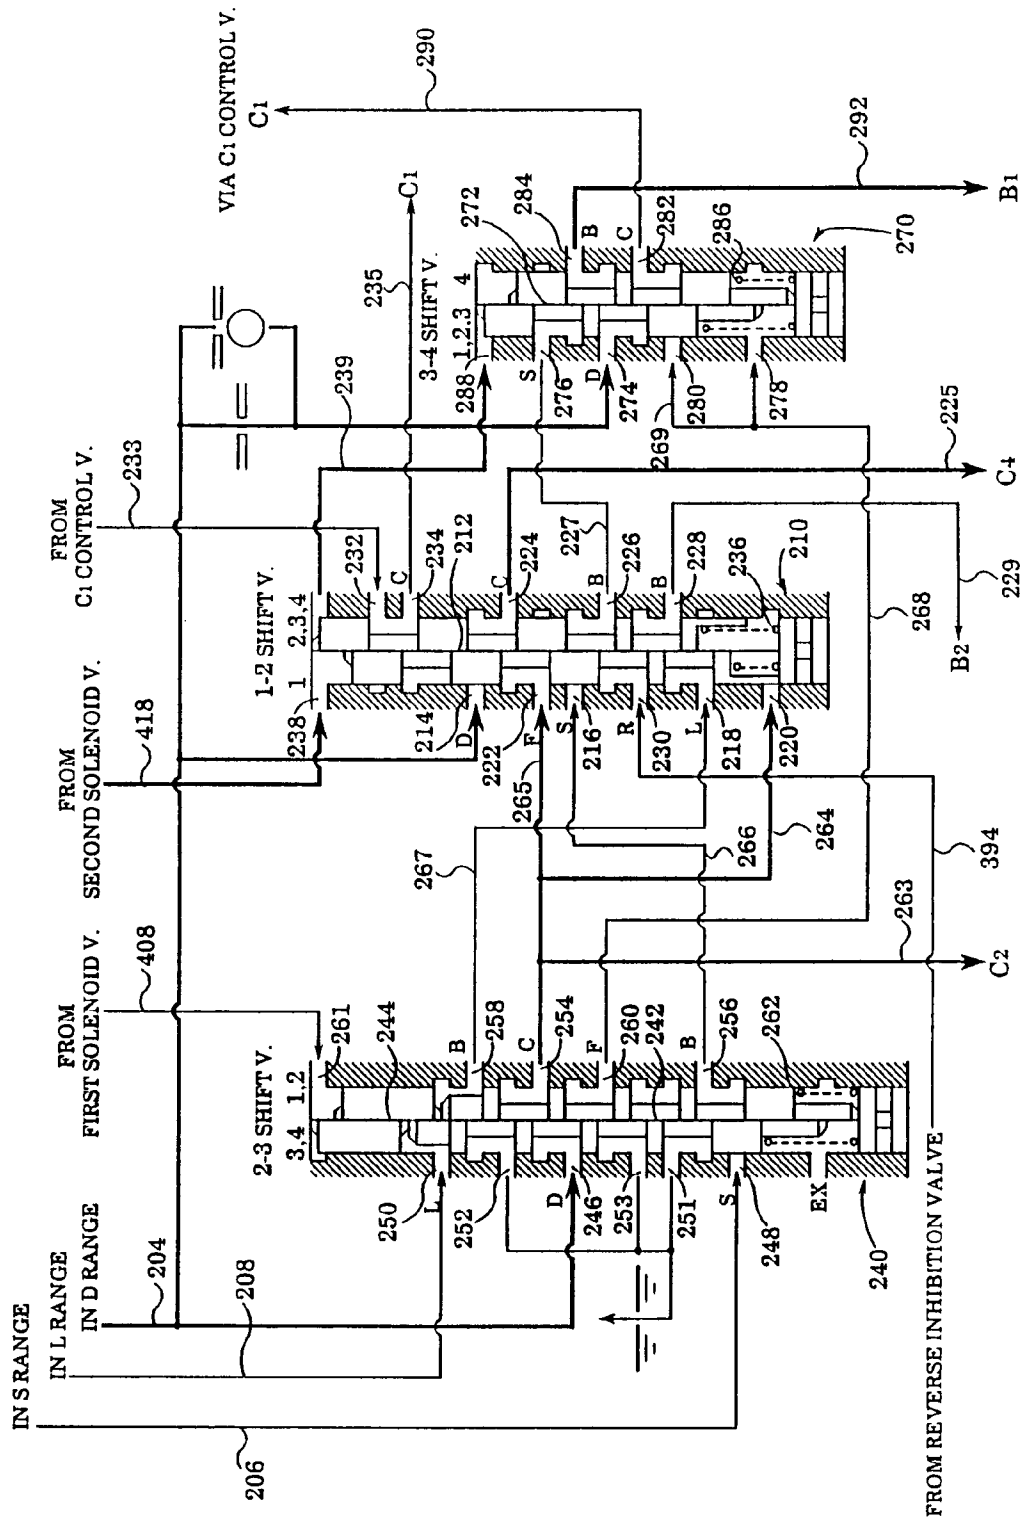 IN S RANGE
IN L RANGE
IN D RANGE
204
208
206
FROM
FIRST SOLENOID V.
408
FROM
SECOND SOLENOID V.
418
FROM
C1 CONTROL V.
233
VIA C1 CONTROL V.
C1
290
2-3 SHIFT V.
3,4
1,2
261
244
250
L
252
D
246
253
251
S
248
EX
240
B
258
C
254
F
260
242
B
256
262
267
265
266
264
263
C2
268
394
FROM REVERSE INHIBITION VALVE
1-2 SHIFT V.
1
2,3,4
238
214
D
222
F
S
216
R
230
L
218
220
232
C
234
212
C
224
B
226
B
228
236
210
239
235
C1
227
229
B2
225
C4
3-4 SHIFT V.
1,2.3
4
288
S
276
D
274
269
280
278
272
284
B
C
282
286
270
292
B1